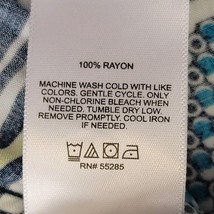 100% RAYON
MACHINE WASH COLD WITH LIKE
COLORS. GENTLE CYCLE. ONLY
NON-CHLORINE BLEACH WHEN
NEEDED. TUMBLE DRY LOW.
REMOVE PROMPTLY. COOL IRON
IF NEEDED.
RN# 55285